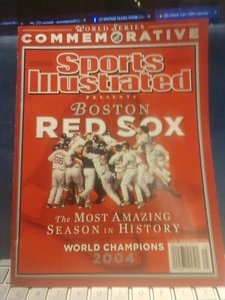 WORLD SERIES
COMMEMORATIVE
Sports
Illustrated
PRESENTS
BOSTON
RED SOX
The MOST AMAZING
SEASON IN HISTORY
WORLD CHAMPIONS
2004